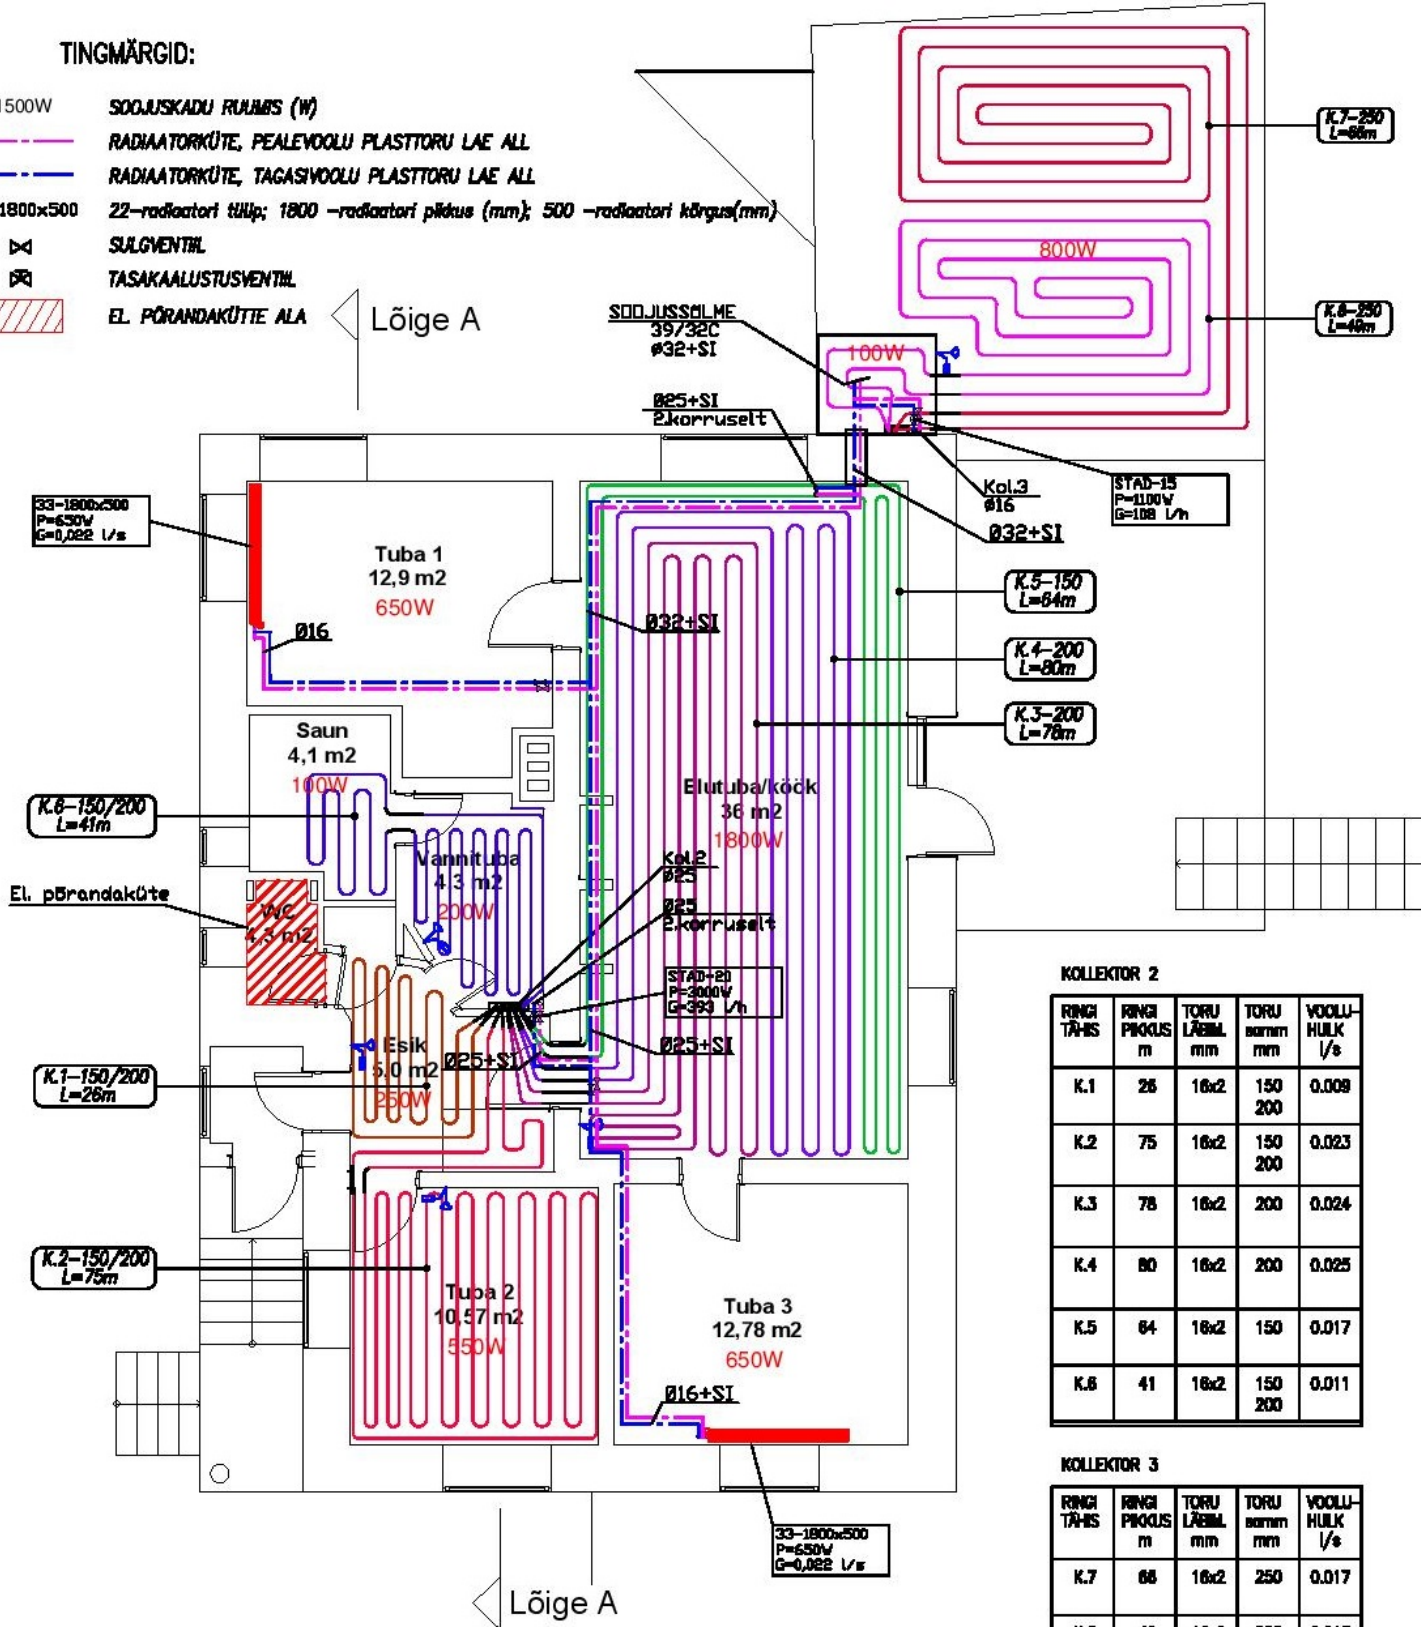 TINGMÄRGID:
1500W
SOOJUSKADU RUUMIS (W)
RADIAATORKÜTE, PEALEVOOLU PLASTTORU LAE ALL
RADIAATORKÜTE, TAGASIVOOLU PLASTTORU LAE ALL
1800x500
22-radiaatori tüüp; 1800 -radiaatori pikkus (mm); 500 -radiaatori kõrgus(mm)
SULGVENTIIL
TASAKAALUSTUSVENTIIL
EL. PÕRANDAKÜTTE ALA
Lõige A
K.7-250
L=66m
800W
K.8-250
SOOJUSSÕLME
39/32C
Ø32+SI
100W
Ø25+SI
2.korruselt
Kol.3
Ø16
STAD-15
P=1100W
G=108 l/h
Ø32+SI
33-1800x500
P=650W
G=0,022 l/s
Tuba 1
12,9 m2
650W
Ø16
Ø32+SI
K.5-150
L=64m
K.4-200
L=80m
K.3-200
L=78m
Saun
4,1 m2
100W
K.6-150/200
L=41m
Elutuba/köök
36 m2
1800W
Vannituba
4.3 m2
200W
Kol.2
Ø25
Ø25
2.korruselt
El. põrandaküte
WC
4,3 m2
STAD-20
P=3000W
G=393 l/h
Ø25+SI
Esik
5,0 m2
250W
Ø25+SI
K.1-150/200
L=26m
K.2-150/200
L=75m
Tuba 2
10,57 m2
550W
Tuba 3
12,78 m2
650W
Ø16+SI
33-1800x500
P=650W
G=0,022 l/s
Lõige A
KOLLEKTOR 2
RINGI TÄHIS RINGI PIKKUS m TORU LÄBIM. mm TORU samm mm VOOLU-HULK l/s
K.1 26 16x2 150 200 0.009
K.2 75 16x2 150 200 0.023
K.3 78 16x2 200 0.024
K.4 80 16x2 200 0.025
K.5 64 16x2 150 0.017
K.6 41 16x2 150 200 0.011
KOLLEKTOR 3
RINGI TÄHIS RINGI PIKKUS m TORU LÄBIM. mm TORU samm mm VOOLU-HULK l/s
K.7 66 16x2 250 0.017